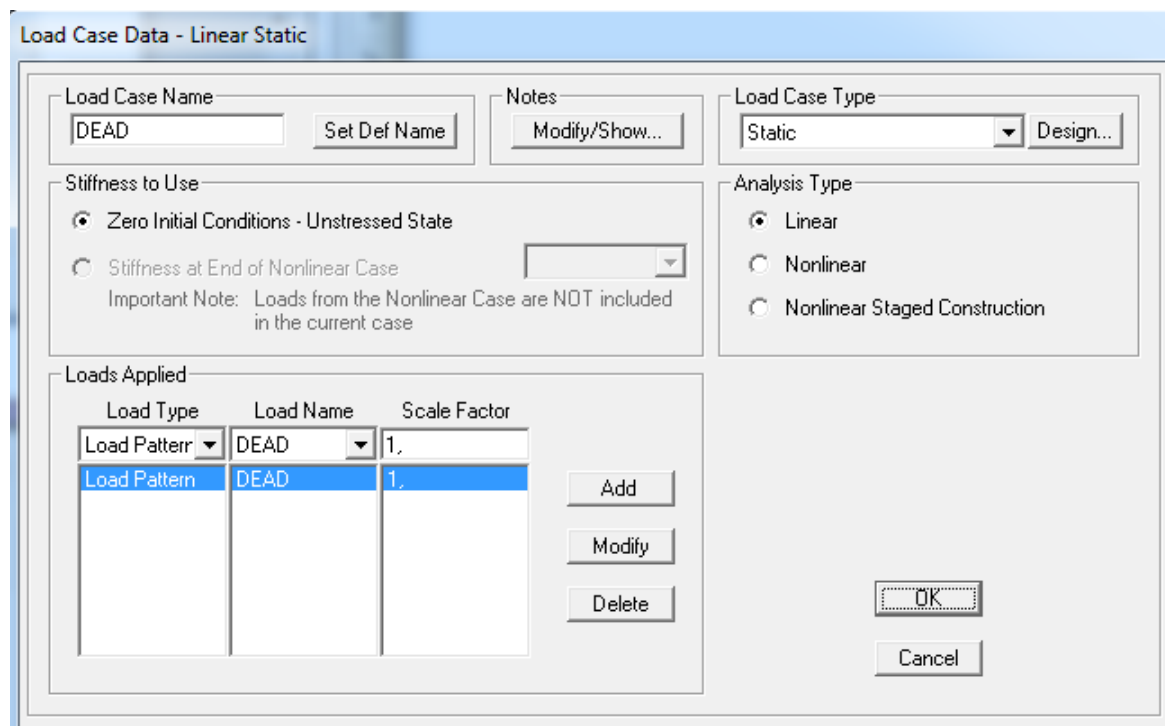 Load Case Data - Linear Static
Load Case Name
DEAD
Set Def Name
Notes
Modify/Show...
Load Case Type
Static
Design...
Stiffness to Use
Zero Initial Conditions - Unstressed State
Stiffness at End of Nonlinear Case
Important Note: Loads from the Nonlinear Case are NOT included
in the current case
Analysis Type
Linear
Nonlinear
Nonlinear Staged Construction
Loads Applied
Load Type Load Name Scale Factor
Load Pattern DEAD 1,
Load Pattern DEAD 1,
Add
Modify
Delete
OK
Cancel